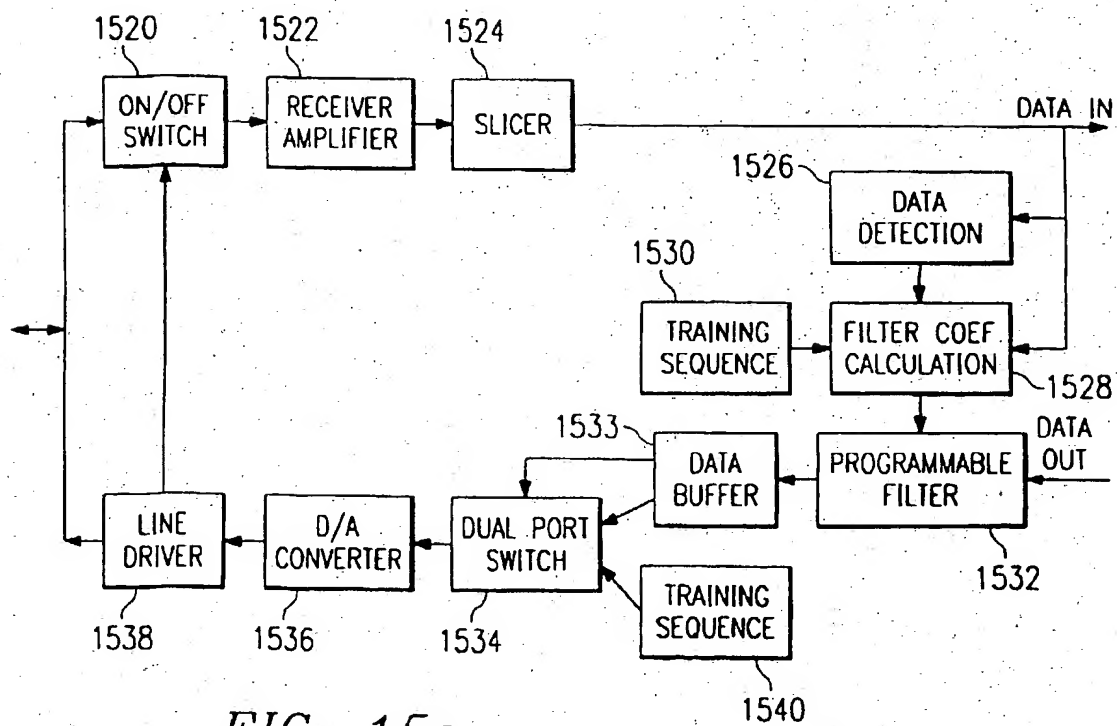 1520
1522
1524
ON/OFF
SWITCH
RECEIVER
AMPLIFIER
SLICER
DATA IN
1526
DATA
DETECTION
1530
TRAINING
SEQUENCE
FILTER COEF
CALCULATION
1528
1533
DATA
OUT
DATA
BUFFER
PROGRAMMABLE
FILTER
LINE
DRIVER
D/A
CONVERTER
DUAL PORT
SWITCH
1532
TRAINING
SEQUENCE
1538
1536
1534
1540